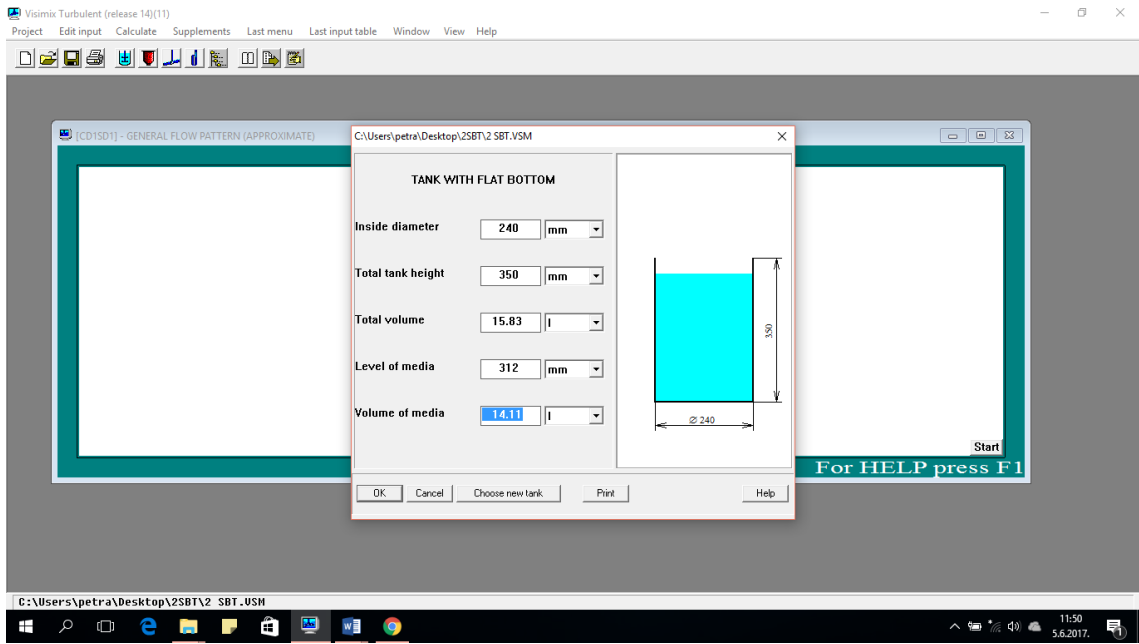 Visimix Turbulent (release 14)(11)
Project Edit input Calculate Supplements Last menu Last input table Window View Help
[CD1SD1] - GENERAL FLOW PATTERN (APPROXIMATE)
C:\Users\petra\Desktop\2SBT\2 SBT.VSM
TANK WITH FLAT BOTTOM
Inside diameter 240 mm
Total tank height 350 mm
Total volume 15.83 l
Level of media 312 mm
Volume of media 14.11 l
350
Ø 240
Start
For HELP press F1
OK Cancel Choose new tank Print Help
C:\Users\petra\Desktop\2SBT\2 SBT.VSM
11:50
5.6.2017.
1